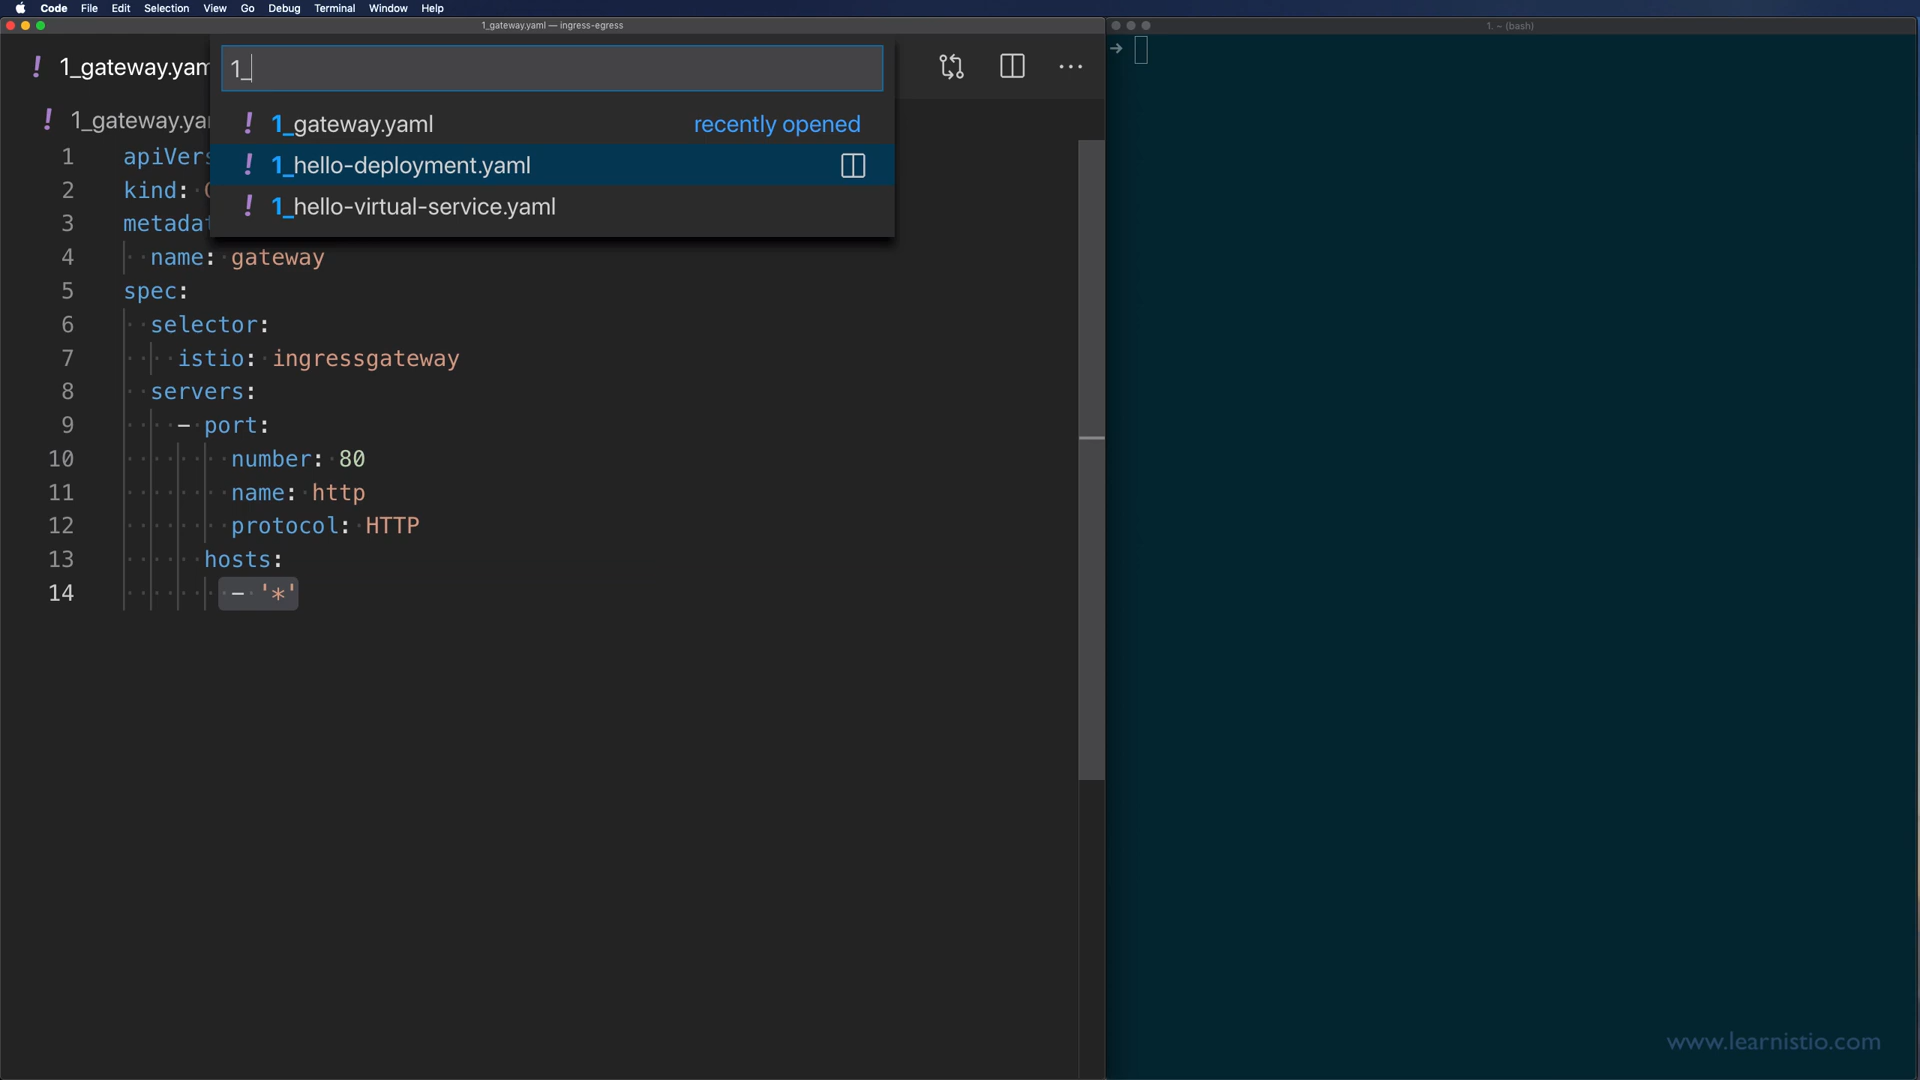 Code File Edit Selection View Go Debug Terminal Window Help
1_gateway.yaml — ingress-egress
1. ~ (bash)
! 1_gateway.yam
1_
➔
! 1_gateway.ya
! 1_gateway.yaml recently opened
! 1_hello-deployment.yaml
! 1_hello-virtual-service.yaml
1 apiVers
2 kind:
3 metadat
4 name: gateway
5 spec:
6 selector:
7 istio: ingressgateway
8 servers:
9 - port:
10 number: 80
11 name: http
12 protocol: HTTP
13 hosts:
14 - '*'
www.learnistio.com